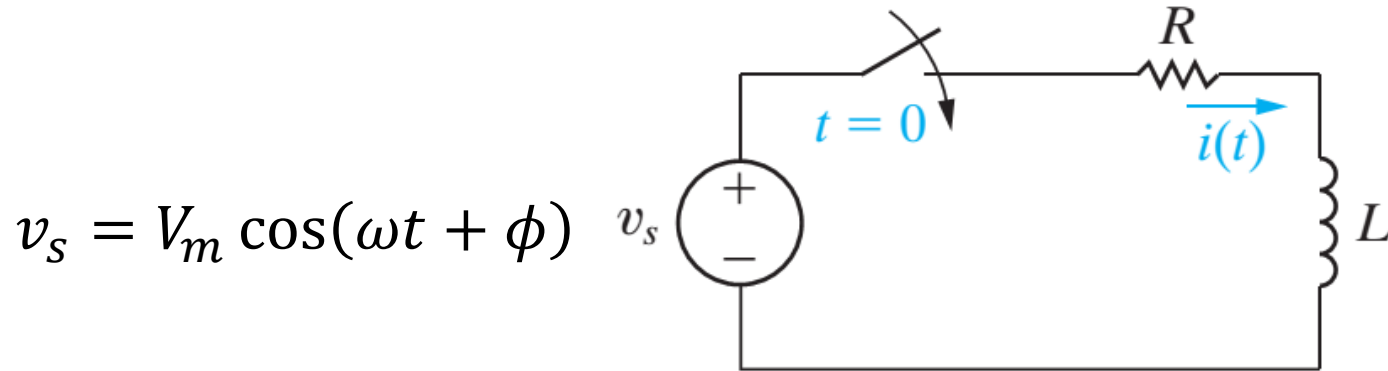 R
t = 0
i(t)
+
v_s = V_m cos(ωt + ϕ)
v_s
L
−